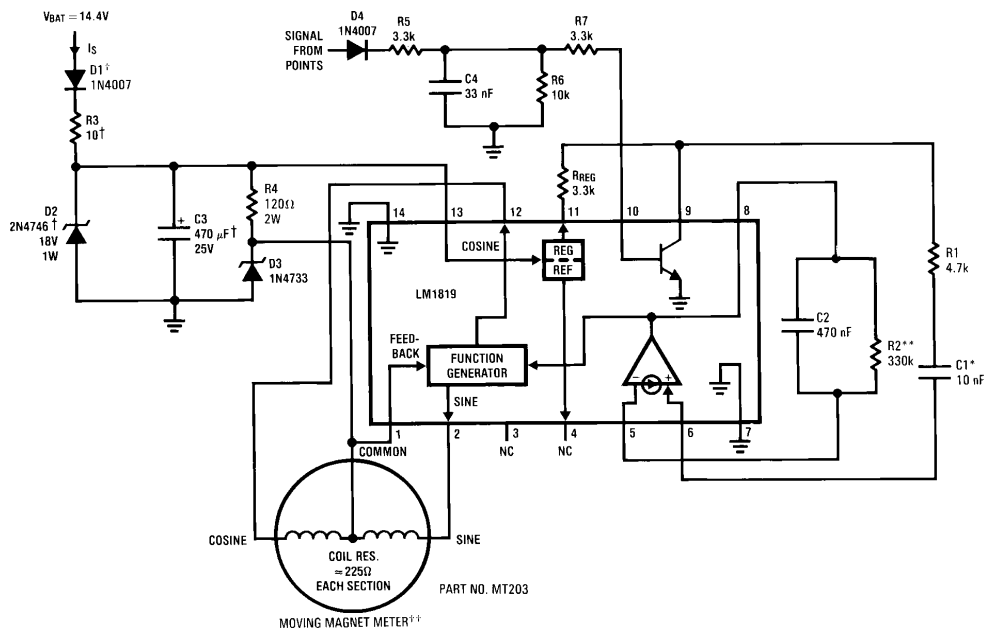 VBAT = 14.4V
IS
D1†
1N4007
R3
10†
D2
2N4746†
18V
1W
C3
470 μF†
25V
+
R4
120Ω
2W
D3
1N4733
SIGNAL
FROM
POINTS
D4
1N4007
R5
3.3k
C4
33 nF
R6
10k
R7
3.3k
RREG
3.3k
14
13
12
11
10
9
8
COSINE
REG
REF
LM1819
FEED-
BACK
FUNCTION
GENERATOR
SINE
-
+
1
2
3
4
5
6
7
COMMON
NC
NC
C2
470 nF
R2**
330k
R1
4.7k
C1*
10 nF
COSINE
SINE
COIL RES.
≈225Ω
EACH SECTION
PART NO. MT203
MOVING MAGNET METER††